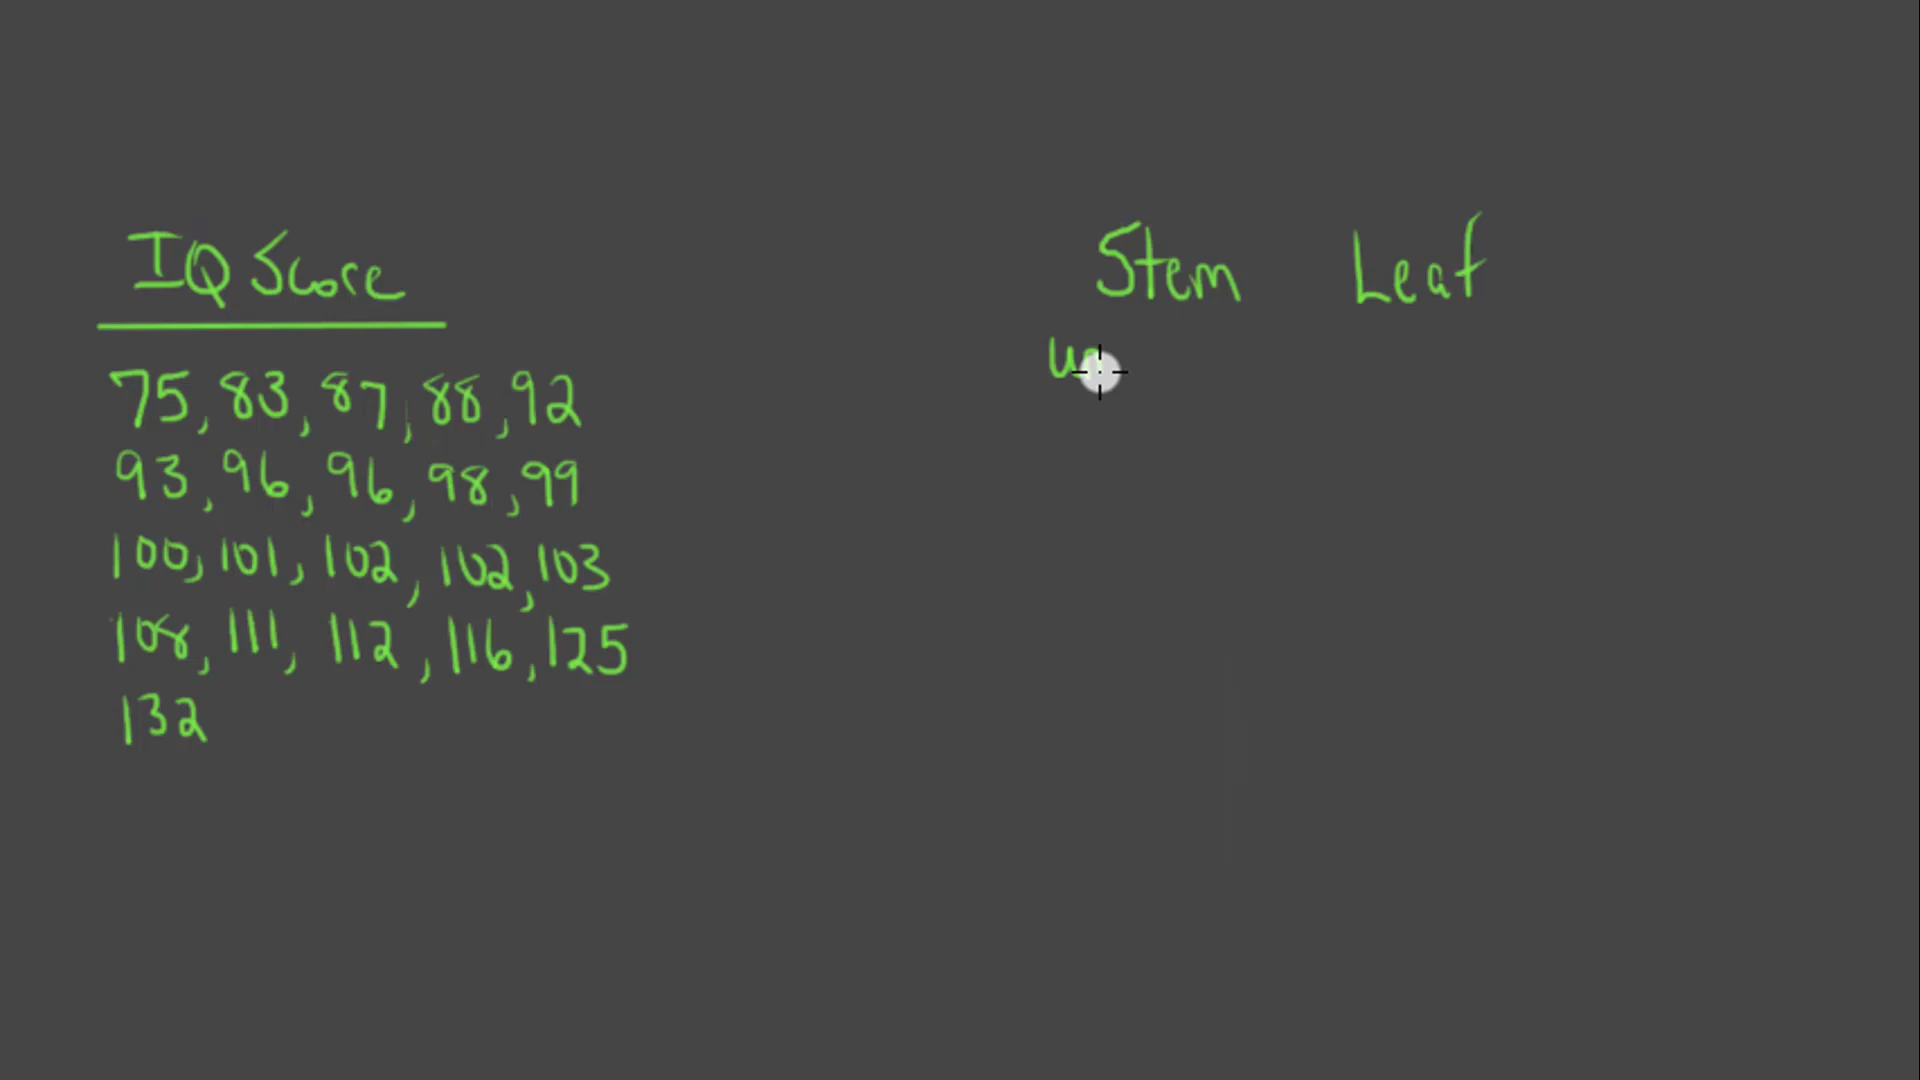 IQ Score
75, 83, 87, 88, 92
93, 96, 96, 98, 99
100, 101, 102, 102, 103
108, 111, 112, 116, 125
132
Stem Leaf